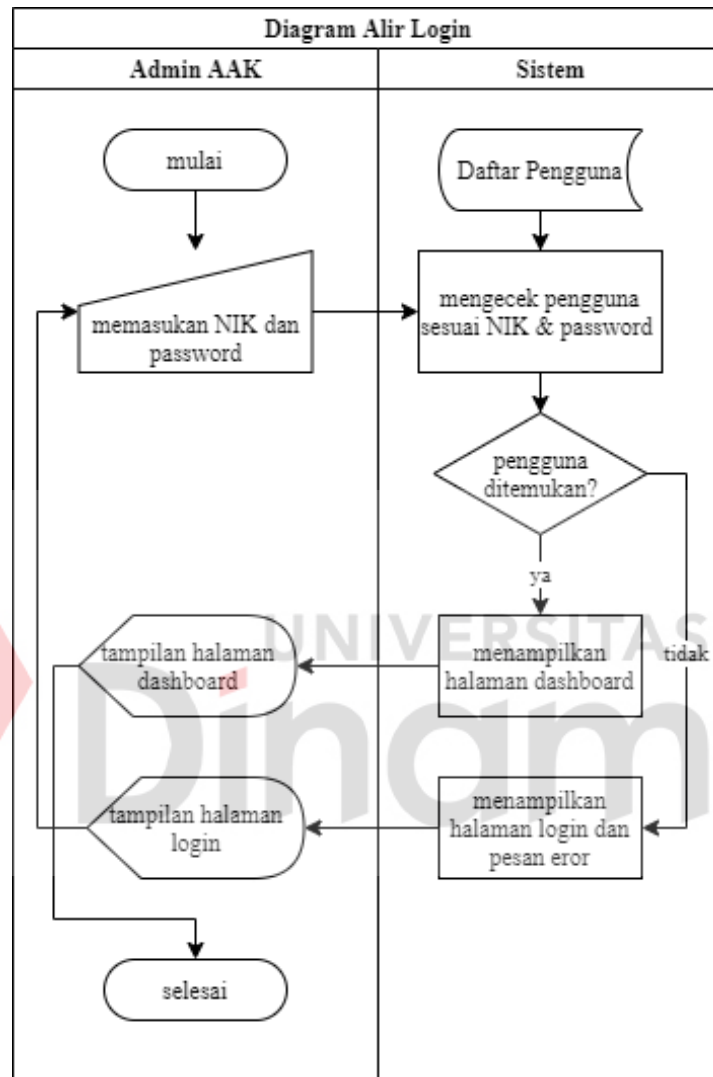 Diagram Alir Login
Admin AAK
Sistem
mulai
Daftar Pengguna
memasukan NIK dan
password
mengecek pengguna
sesuai NIK & password
pengguna
ditemukan?
ya
tidak
tampilan halaman
dashboard
menampilkan
halaman dashboard
tampilan halaman
login
menampilkan
halaman login dan
pesan eror
selesai
UNIVERSITAS
Dinam